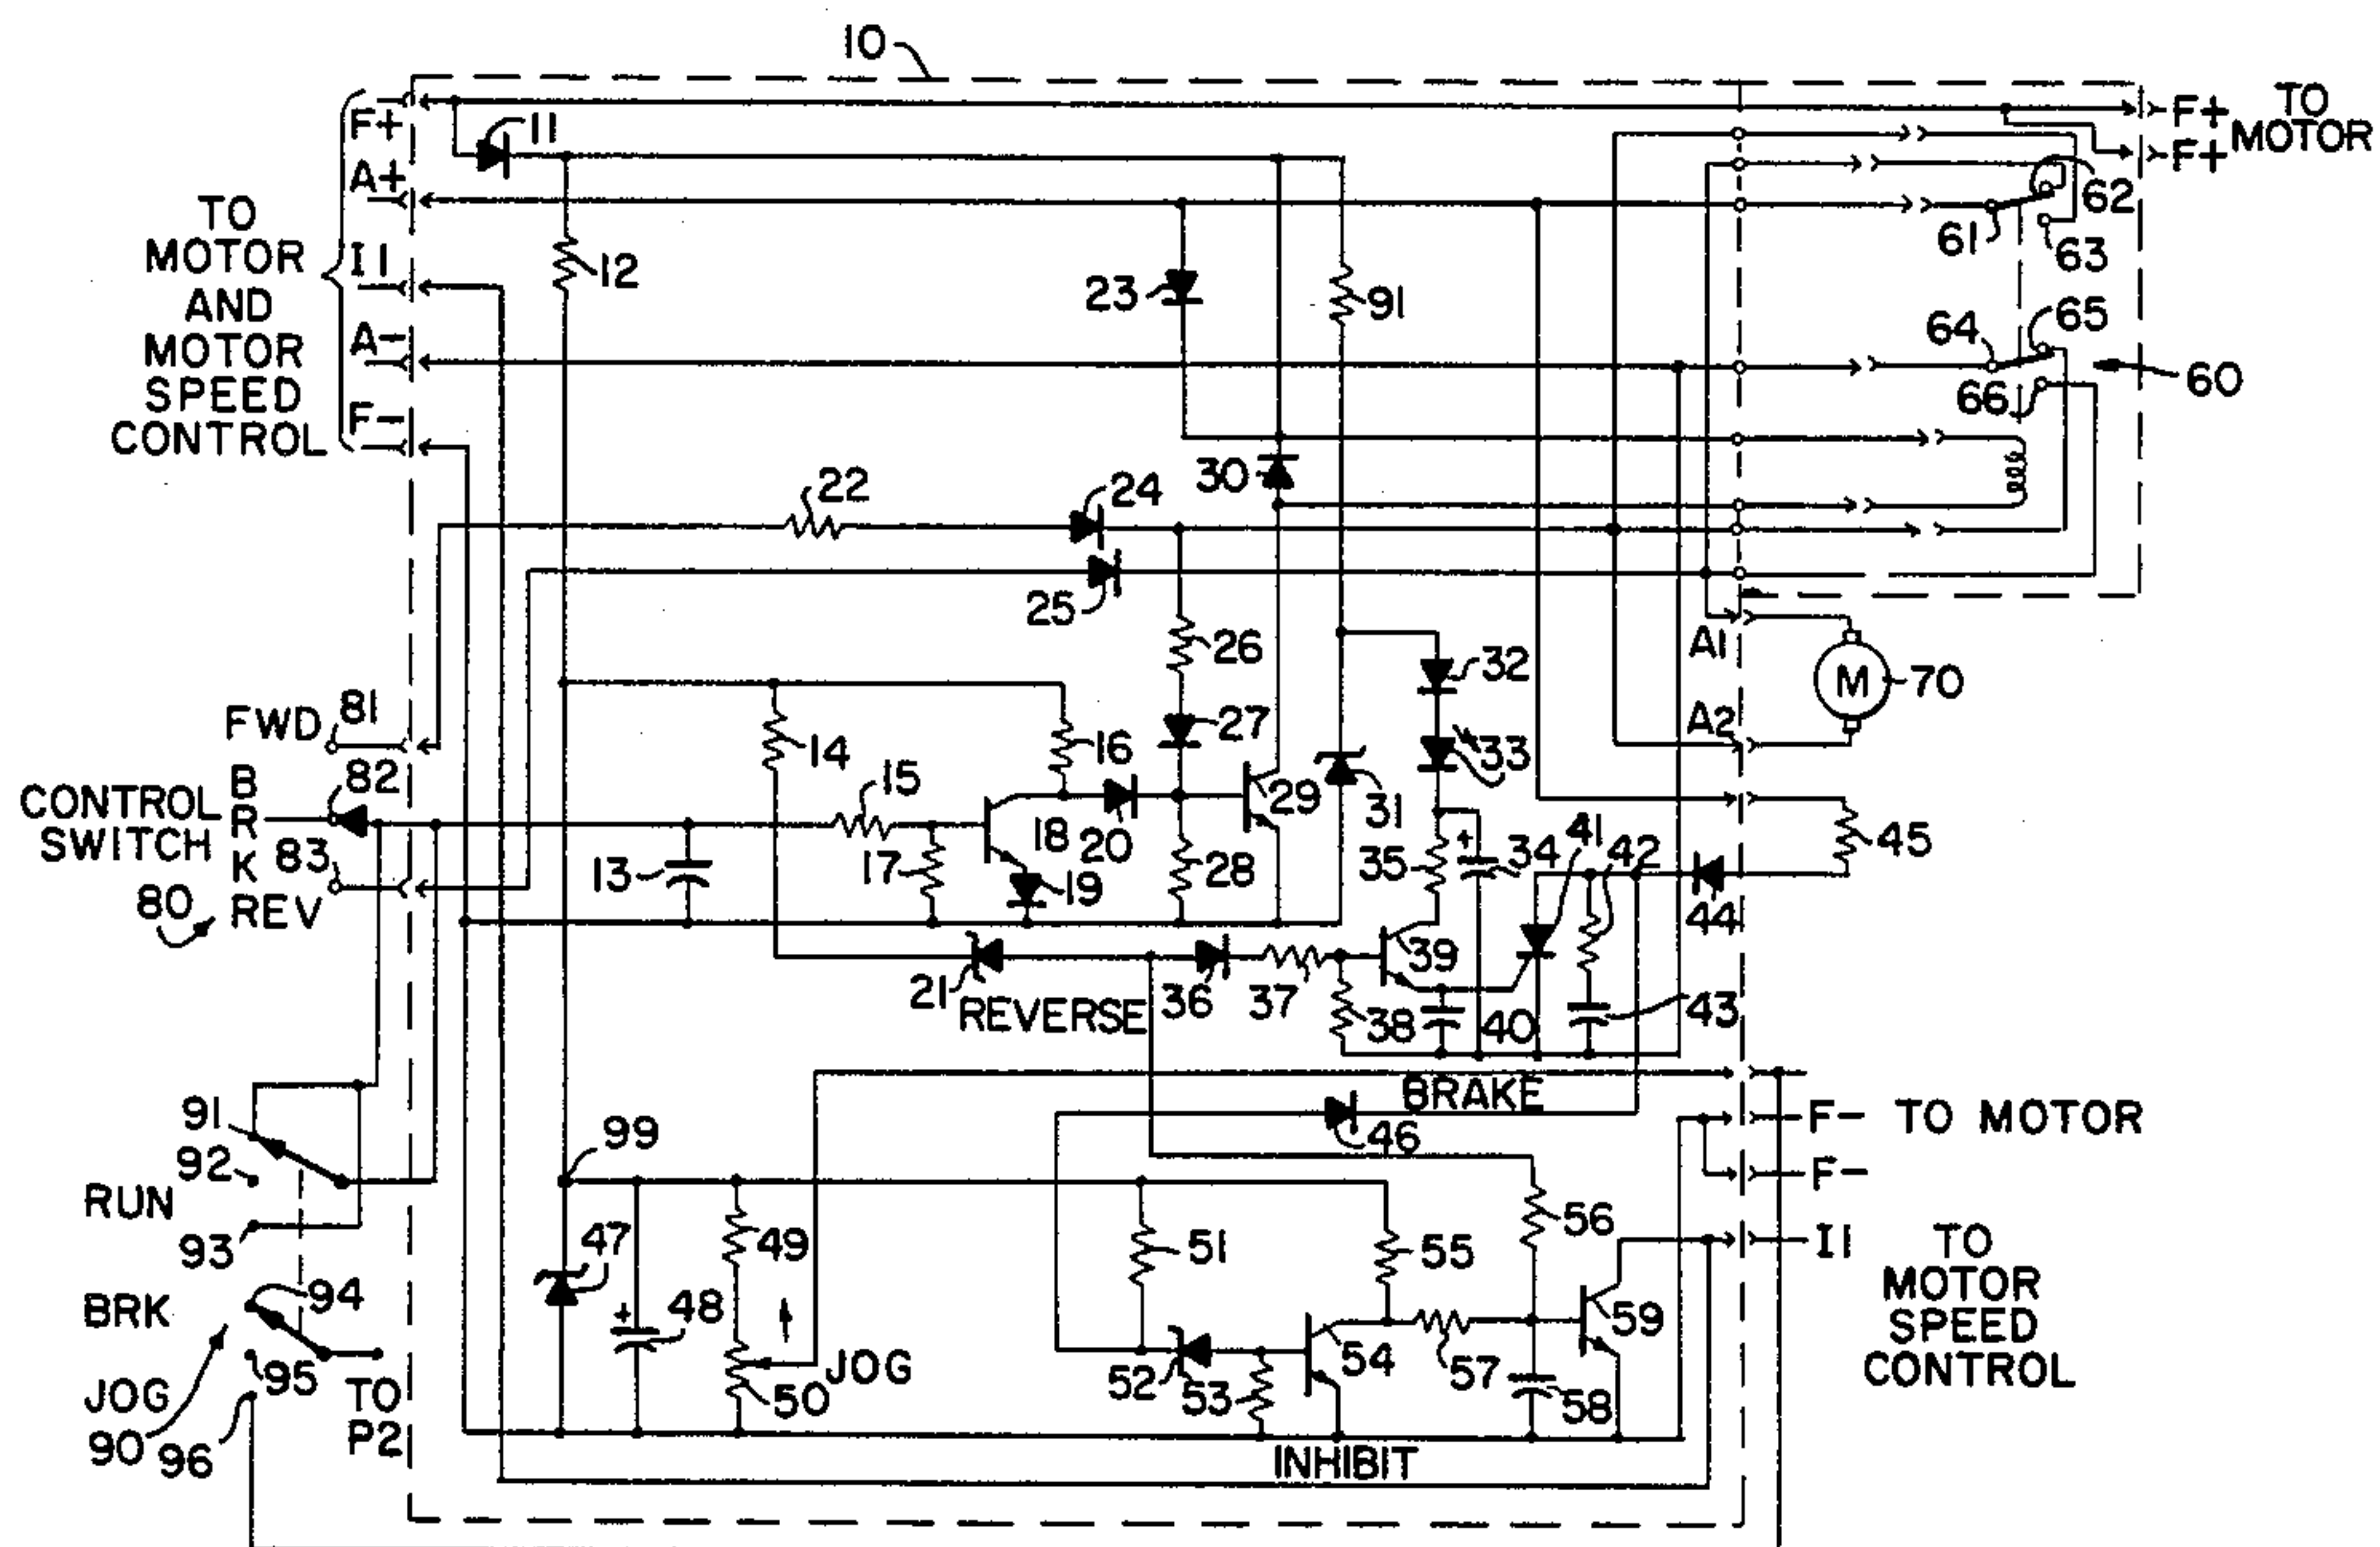 10
F+
11
F+
TO
MOTOR
F+
A+
62
TO
MOTOR
AND
MOTOR
SPEED
CONTROL
I1
12
61
63
23
91
A-
64
65
60
66
F-
30
22
24
25
26
32
A1
M
70
FWD
81
27
A2
14
16
33
82
CONTROL
SWITCH
B
R
K
15
29
31
41
42
45
83
13
17
18
20
28
35
+
34
19
80
REV
44
39
21
REVERSE
36
37
38
40
43
BRAKE
F-
TO MOTOR
91
99
46
92
F-
RUN
56
93
47
49
51
55
I1
TO
MOTOR
SPEED
CONTROL
94
BRK
+
48
59
JOG
54
95
50
52
53
57
58
JOG
TO
P2
90
96
INHIBIT